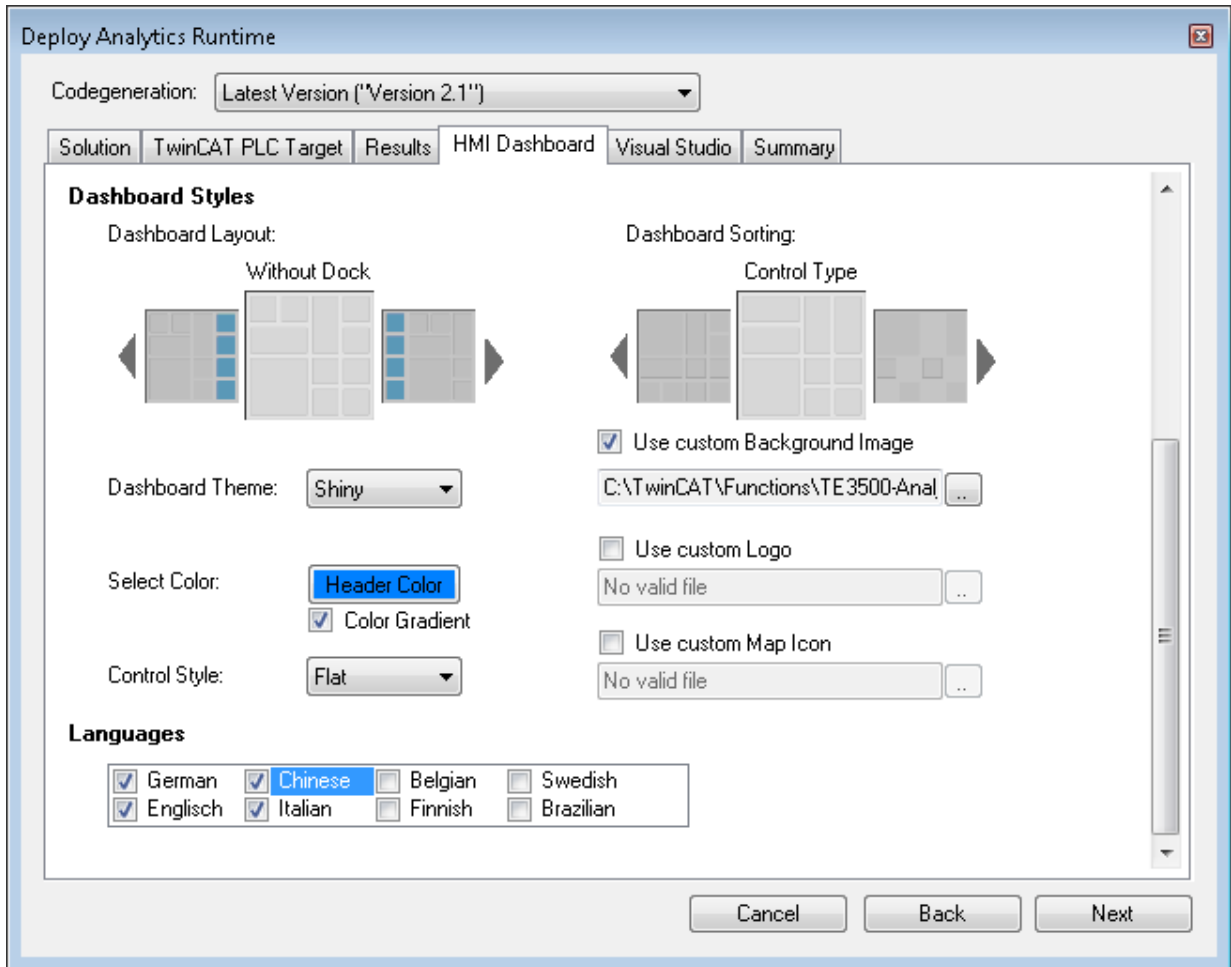 Deploy Analytics Runtime
Codegeneration: Latest Version ("Version 2.1")
Solution TwinCAT PLC Target Results HMI Dashboard Visual Studio Summary
Dashboard Styles
Dashboard Layout: Dashboard Sorting:
Without Dock Control Type
Use custom Background Image
Dashboard Theme: Shiny C:\TwinCAT\Functions\TE3500-Anal ..
Use custom Logo
Select Color: Header Color No valid file ..
Color Gradient
Use custom Map Icon
Control Style: Flat No valid file ..
Languages
German Chinese Belgian Swedish
Englisch Italian Finnish Brazilian
Cancel Back Next